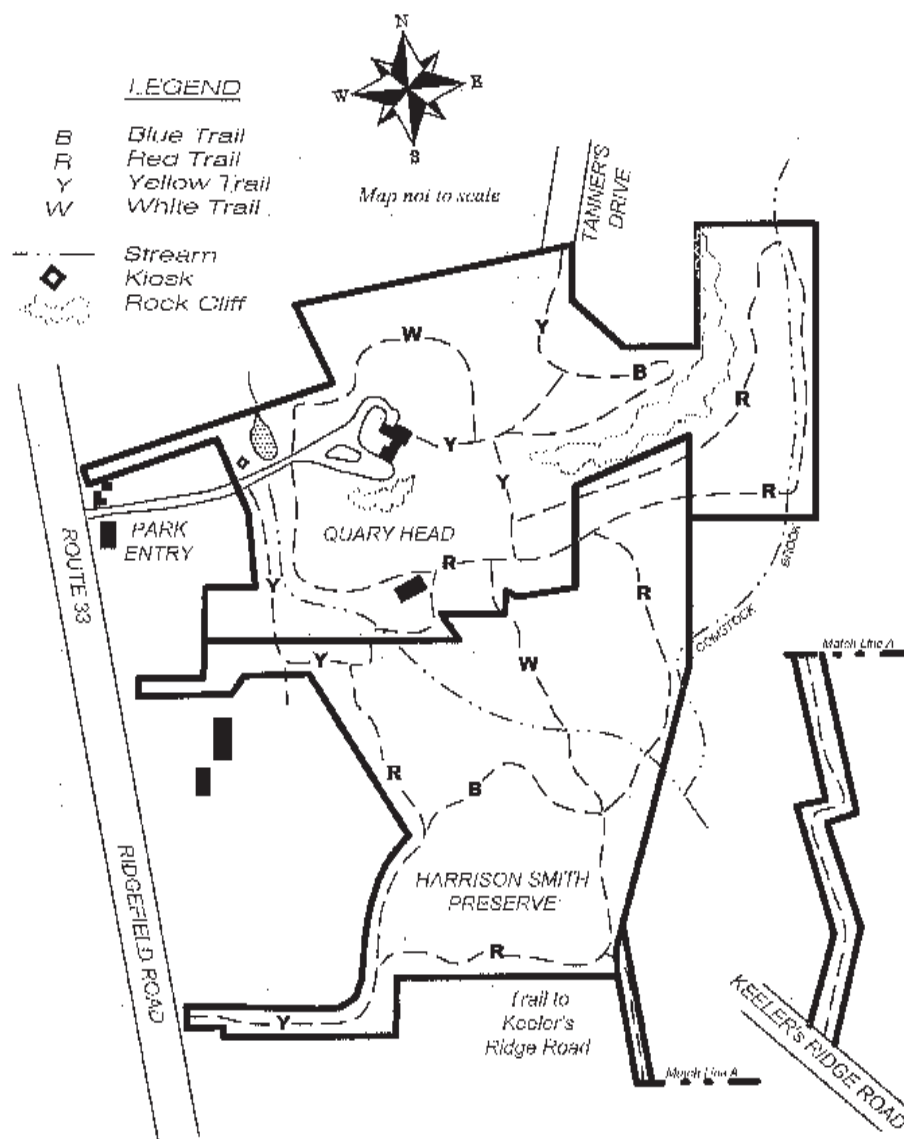 N
W
E
S
LEGEND
B Blue Trail
R Red Trail
Y Yellow Trail
W White Trail
Stream
Kiosk
Rock Cliff
Map not to scale
TANNER'S
DRIVE
W
Y
B
R
Y
Y
R
PARK
ENTRY
QUARY HEAD
R
Y
R
BROOK
COMSTOCK
ROUTE 33
Y
W
Match Line A
R
B
HARRISON SMITH
PRESERVE
RIDGEFIELD ROAD
R
Y
Trail to
Keeler's
Ridge Road
KEELER's RIDGE ROAD
Match Line A